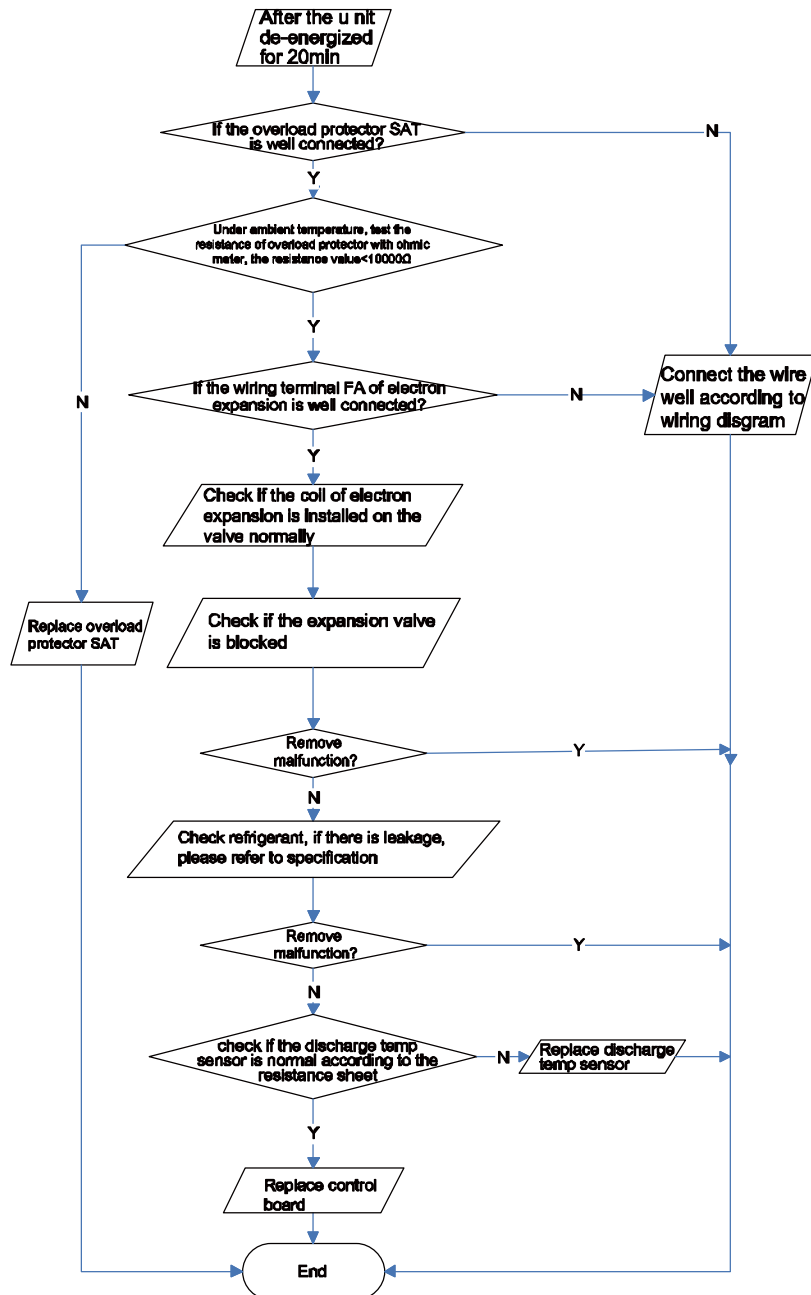 After the u nit
de-energized
for 20min
If the overload protector SAT
is well connected?
N
Y
Under ambient temperature, test the
resistance of overload protector with ohmic
meter, the resistance value<10000Ω
Y
N
If the wiring terminal FA of electron
expansion is well connected?
N
Connect the wire
well according to
wiring disgram
Y
Check if the coil of electron
expansion is installed on the
valve normally
Replace overload
protector SAT
Check if the expansion valve
is blocked
Remove
malfunction?
Y
N
Check refrigerant, if there is leakage,
please refer to specification
Remove
malfunction?
Y
N
check if the discharge temp
sensor is normal according to the
resistance sheet
N
Replace discharge
temp sensor
Y
Replace control
board
End